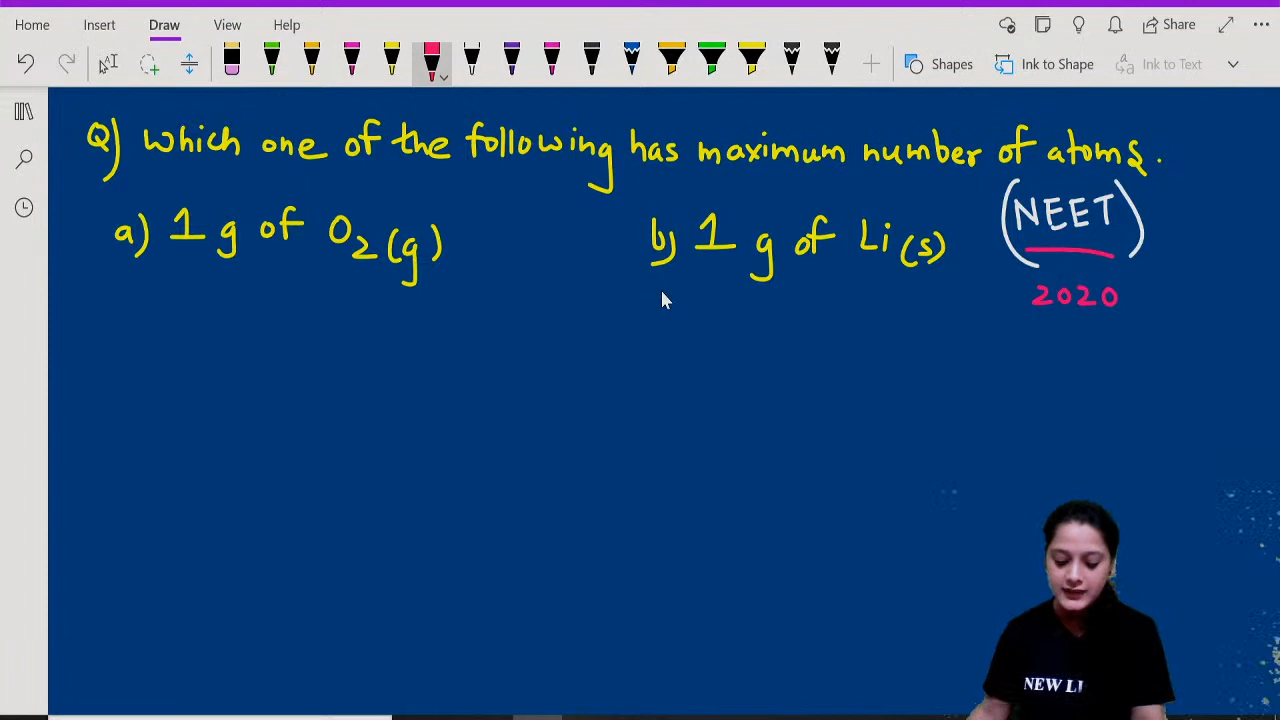 Home Insert Draw View Help Share
Shapes Ink to Shape Ink to Text
Q) Which one of the following has maximum number of atoms.
a) 1 g of O2(g) b) 1 g of Li(s) (NEET)
2020
NEW LI